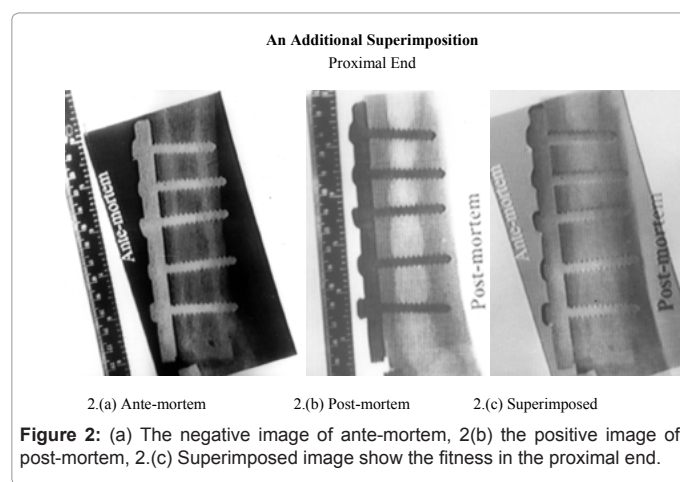 An Additional Superimposition
Proximal End
Ante-mortem
Post-mortem
Ante-mortem
Post-mortem
2.(a) Ante-mortem
2.(b) Post-mortem
2.(c) Superimposed
Figure 2: (a) The negative image of ante-mortem, 2(b) the positive image of
post-mortem, 2.(c) Superimposed image show the fitness in the proximal end.